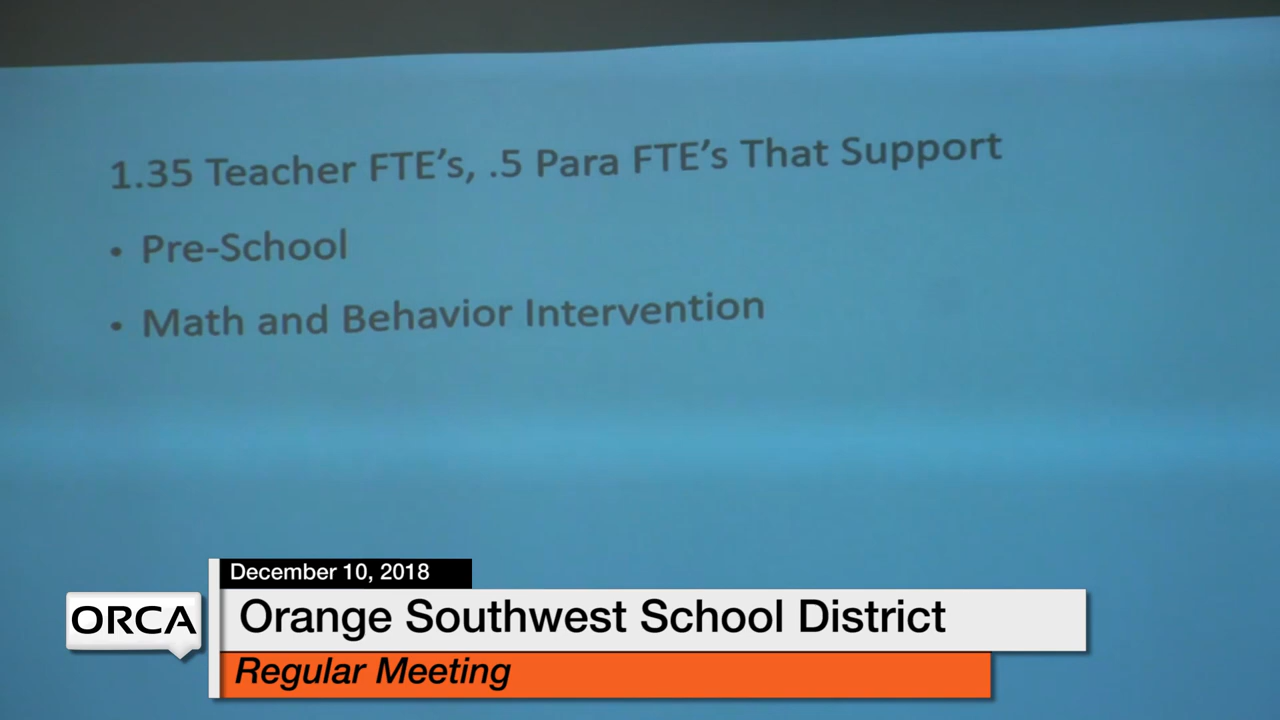 1.35 Teacher FTE’s, .5 Para FTE’s That Support
• Pre-School
• Math and Behavior Intervention
December 10, 2018
ORCA
Orange Southwest School District
Regular Meeting